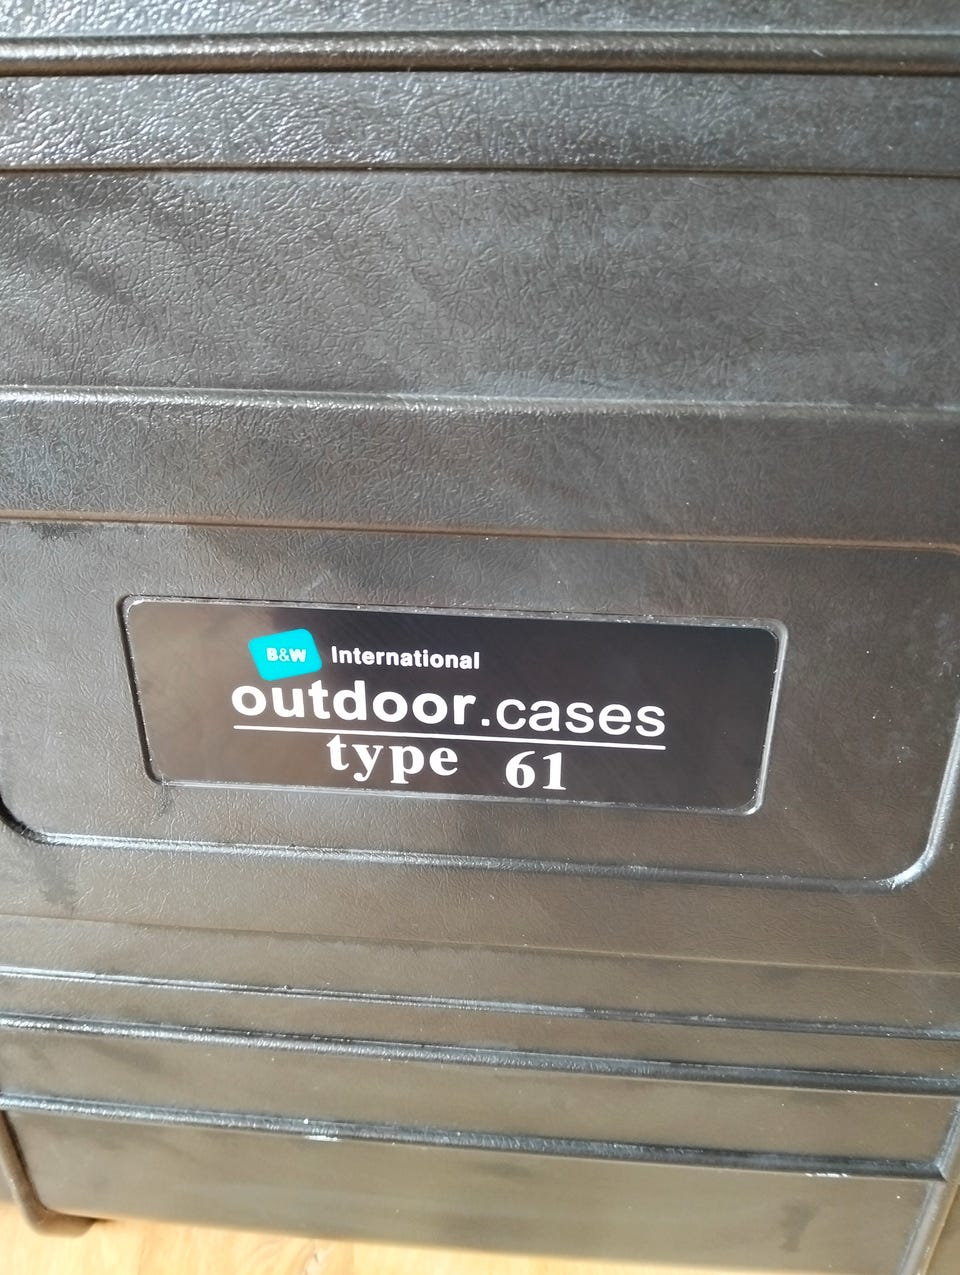 B&W International
outdoor.cases
type 61